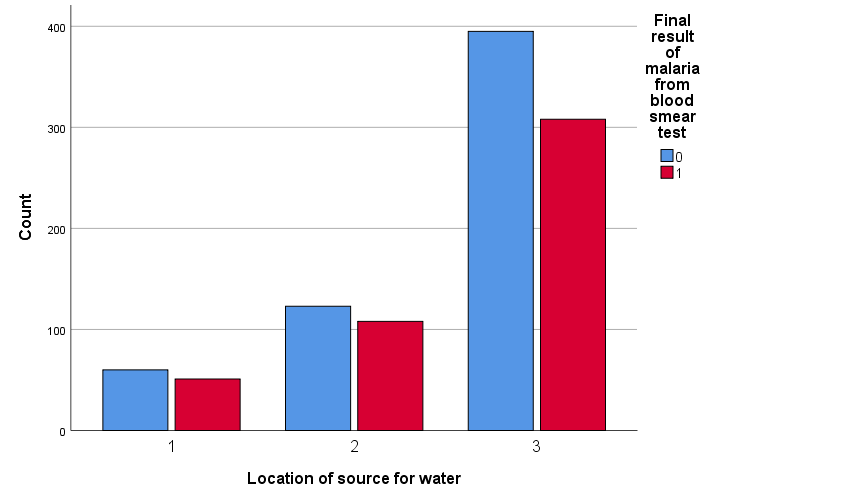 400
300
200
100
0
Count
1
2
3
Location of source for water
Final
result
of
malaria
from
blood
smear
test
0
1